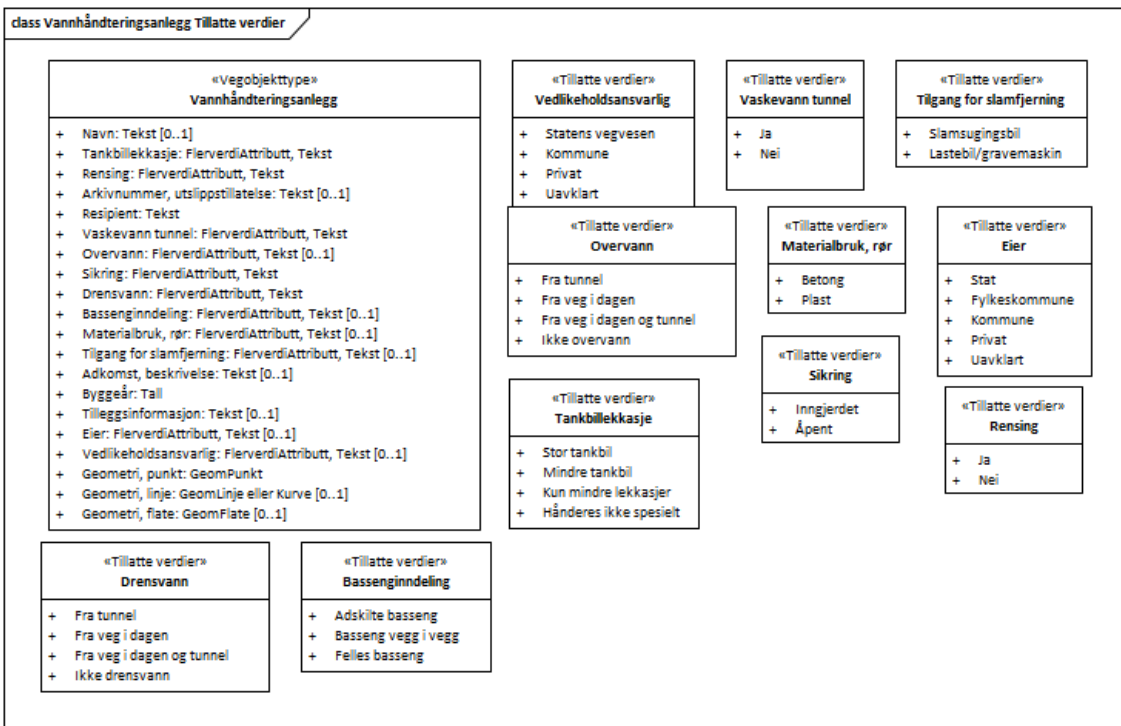 class Vannhåndteringsanlegg Tillatte verdier
«Vegobjekttype»
Vannhåndteringsanlegg
+ Navn: Tekst [0..1]
+ Tankbillekkasje: FlerverdiAttributt, Tekst
+ Rensing: FlerverdiAttributt, Tekst
+ Arkivnummer, utslippstillatelse: Tekst [0..1]
+ Resipient: Tekst
+ Vaskevann tunnel: FlerverdiAttributt, Tekst
+ Overvann: FlerverdiAttributt, Tekst [0..1]
+ Sikring: FlerverdiAttributt, Tekst
+ Drensvann: FlerverdiAttributt, Tekst
+ Bassenginndeling: FlerverdiAttributt, Tekst [0..1]
+ Materialbruk, rør: FlerverdiAttributt, Tekst [0..1]
+ Tilgang for slamfjerning: FlerverdiAttributt, Tekst [0..1]
+ Adkomst, beskrivelse: Tekst [0..1]
+ Byggeår: Tall
+ Tilleggsinformasjon: Tekst [0..1]
+ Eier: FlerverdiAttributt, Tekst [0..1]
+ Vedlikeholdsansvarlig: FlerverdiAttributt, Tekst [0..1]
+ Geometri, punkt: GeomPunkt
+ Geometri, linje: GeomLinje eller Kurve [0..1]
+ Geometri, flate: GeomFlate [0..1]
«Tillatte verdier»
Vedlikeholdsansvarlig
+ Statens vegvesen
+ Kommune
+ Privat
+ Uavklart
«Tillatte verdier»
Vaskevann tunnel
+ Ja
+ Nei
«Tillatte verdier»
Tilgang for slamfjerning
+ Slamsugingsbil
+ Lastebil/gravemaskin
«Tillatte verdier»
Overvann
+ Fra tunnel
+ Fra veg i dagen
+ Fra veg i dagen og tunnel
+ Ikke overvann
«Tillatte verdier»
Materialbruk, rør
+ Betong
+ Plast
«Tillatte verdier»
Eier
+ Stat
+ Fylkeskommune
+ Kommune
+ Privat
+ Uavklart
«Tillatte verdier»
Sikring
+ Inngjerdet
+ Åpent
«Tillatte verdier»
Tankbillekkasje
+ Stor tankbil
+ Mindre tankbil
+ Kun mindre lekkasjer
+ Hånderes ikke spesielt
«Tillatte verdier»
Rensing
+ Ja
+ Nei
«Tillatte verdier»
Drensvann
+ Fra tunnel
+ Fra veg i dagen
+ Fra veg i dagen og tunnel
+ Ikke drensvann
«Tillatte verdier»
Bassenginndeling
+ Adskilte basseng
+ Basseng vegg i vegg
+ Felles basseng